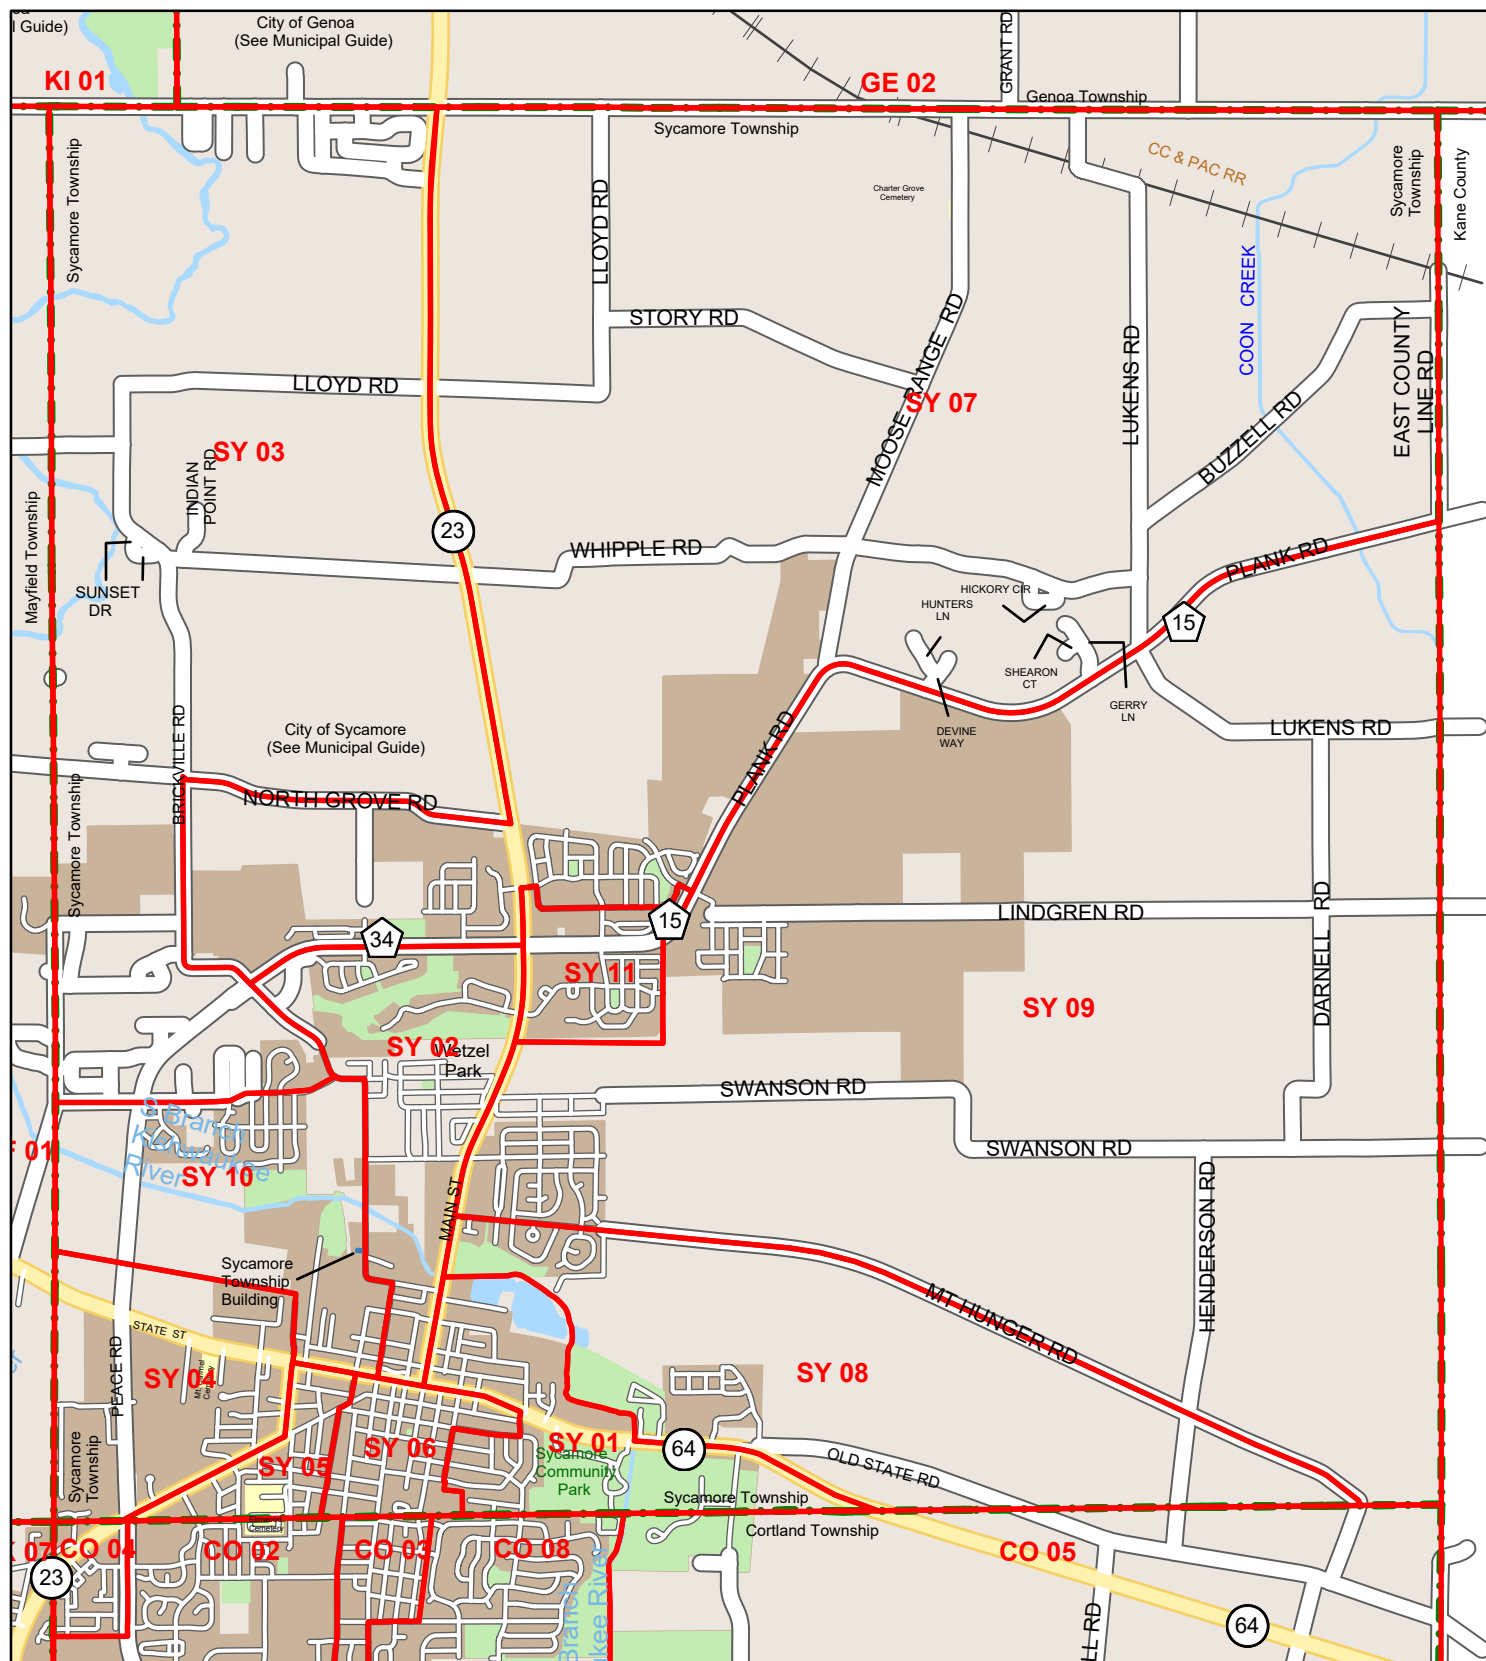 l Guide)
City of Genoa
(See Municipal Guide)
KI 01
GE 02
GRANT RD
Genoa Township
Sycamore Township
CC & PAC RR
Sycamore Township
Charter Grove
Cemetery
Sycamore
Township
Kane County
LLOYD RD
COON CREEK
STORY RD
MOOSE RANGE RD
LUKENS RD
EAST COUNTY
LINE RD
LLOYD RD
SY 07
BUZZELL RD
SY 03
INDIAN
POINT RD
23
Mayfield Township
WHIPPLE RD
PLANK RD
SUNSET
DR
HICKORY CIR
HUNTERS
LN
15
SHEARON
CT
GERRY
LN
DEVINE
WAY
City of Sycamore
(See Municipal Guide)
LUKENS RD
BRICKVILLE RD
PLANK RD
NORTH GROVE RD
Sycamore Township
15
LINDGREN RD
DARNELL RD
34
SY 11
SY 09
SY 02
Wetzel
Park
SWANSON RD
S Branch
Kishwaukee
River
01
SY 10
SWANSON RD
HENDERSON RD
MAIN ST
Sycamore
Township
Building
MT HUNGER RD
STATE ST
PEACE RD
SY 04
SY 08
SY 06
SY 01
64
Sycamore
Community
Park
OLD STATE RD
SY 05
Sycamore
Township
Sycamore Township
Cortland Township
07
CO 04
CO 02
CO 03
CO 08
CO 05
23
Branch
64